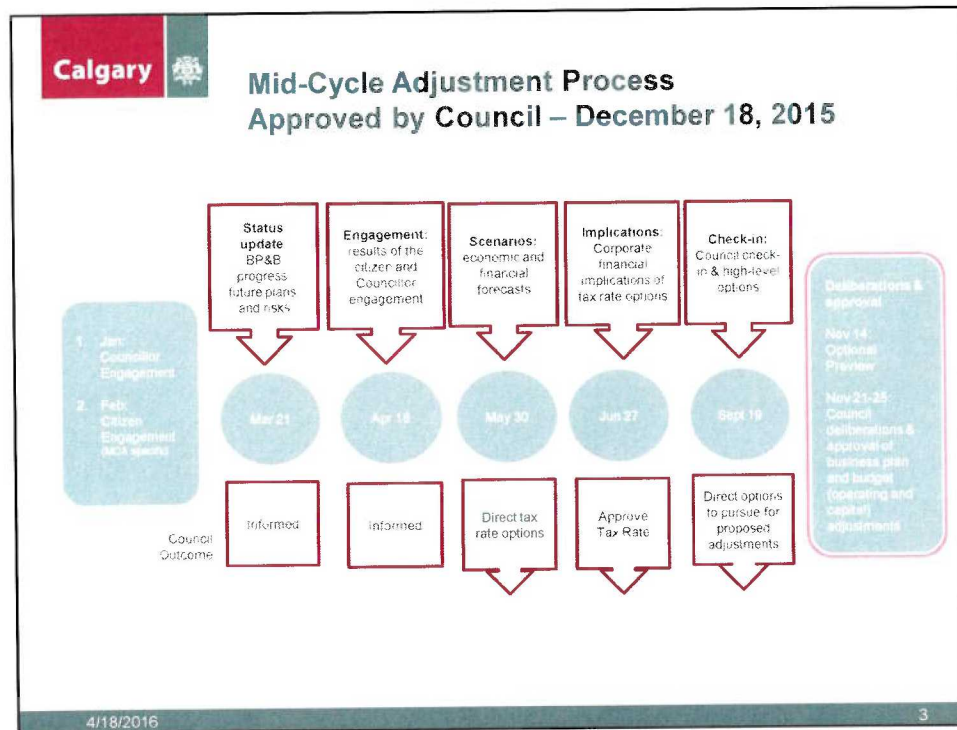 Calgary
Mid-Cycle Adjustment Process
Approved by Council – December 18, 2015
Status
update
BP&B
progress
future plans
and risks
Engagement:
results of the
citizen and
Councillor
engagement
Scenarios:
economic and
financial
forecasts
Implications:
Corporate
financial
implications of
tax rate options
Check-in:
Council check-
in & high-level
options
1. Jan:
Councillor
Engagement
2. Feb:
Citizen
Engagement
(MCA specific)
Mar 21
Apr 18
May 30
Jun 27
Sept 19
Deliberations &
approval
Nov 14
Optional
Preview
Nov 21-25
Council
deliberations &
approval of
business plan
and budget
(operating and
capital)
adjustments
Council
Outcome
Informed
Informed
Direct tax
rate options
Approve
Tax Rate
Direct options
to pursue for
proposed
adjustments
4/18/2016
3